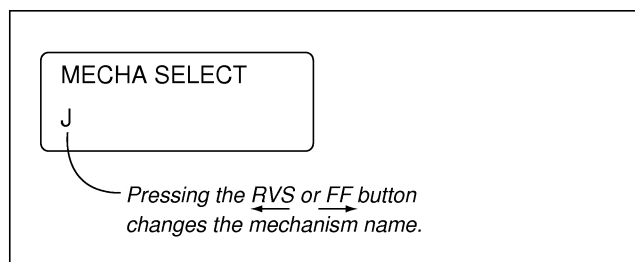 MECHA SELECT
J
Pressing the RVS or FF button
changes the mechanism name.